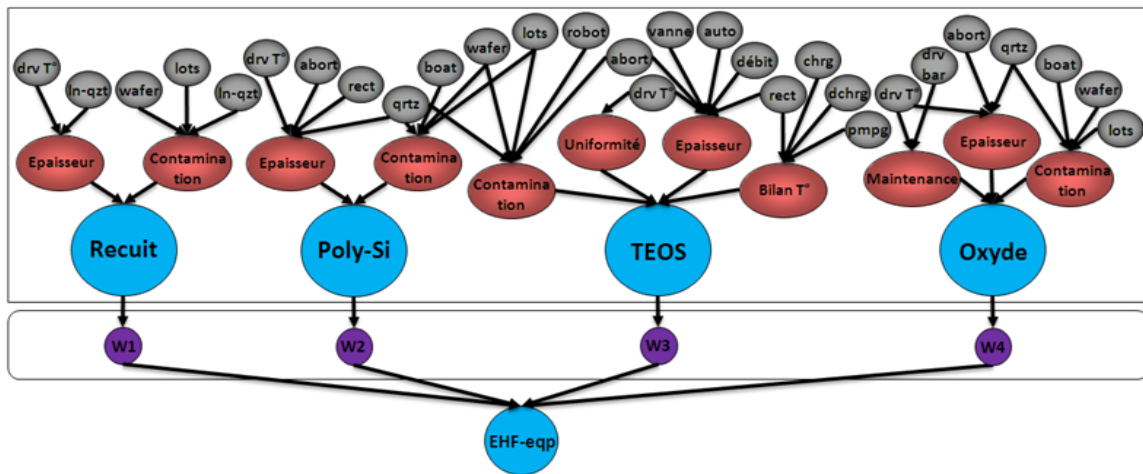 drv T°
ln-qzt
wafer
lots
ln-qzt
drv T°
abort
rect
qrtz
boat
wafer
lots
robot
abort
vanne
auto
débit
drv T°
rect
chrg
dchrg
pmpg
drv T°
drv
bar
abort
qrtz
boat
wafer
lots
Epaisseur
Contamina
tion
Epaisseur
Contamina
tion
Contamina
tion
Uniformité
Epaisseur
Bilan T°
Maintenance
Epaisseur
Contamina
tion
Recuit
Poly-Si
TEOS
Oxyde
W1
W2
W3
W4
EHF-eqp